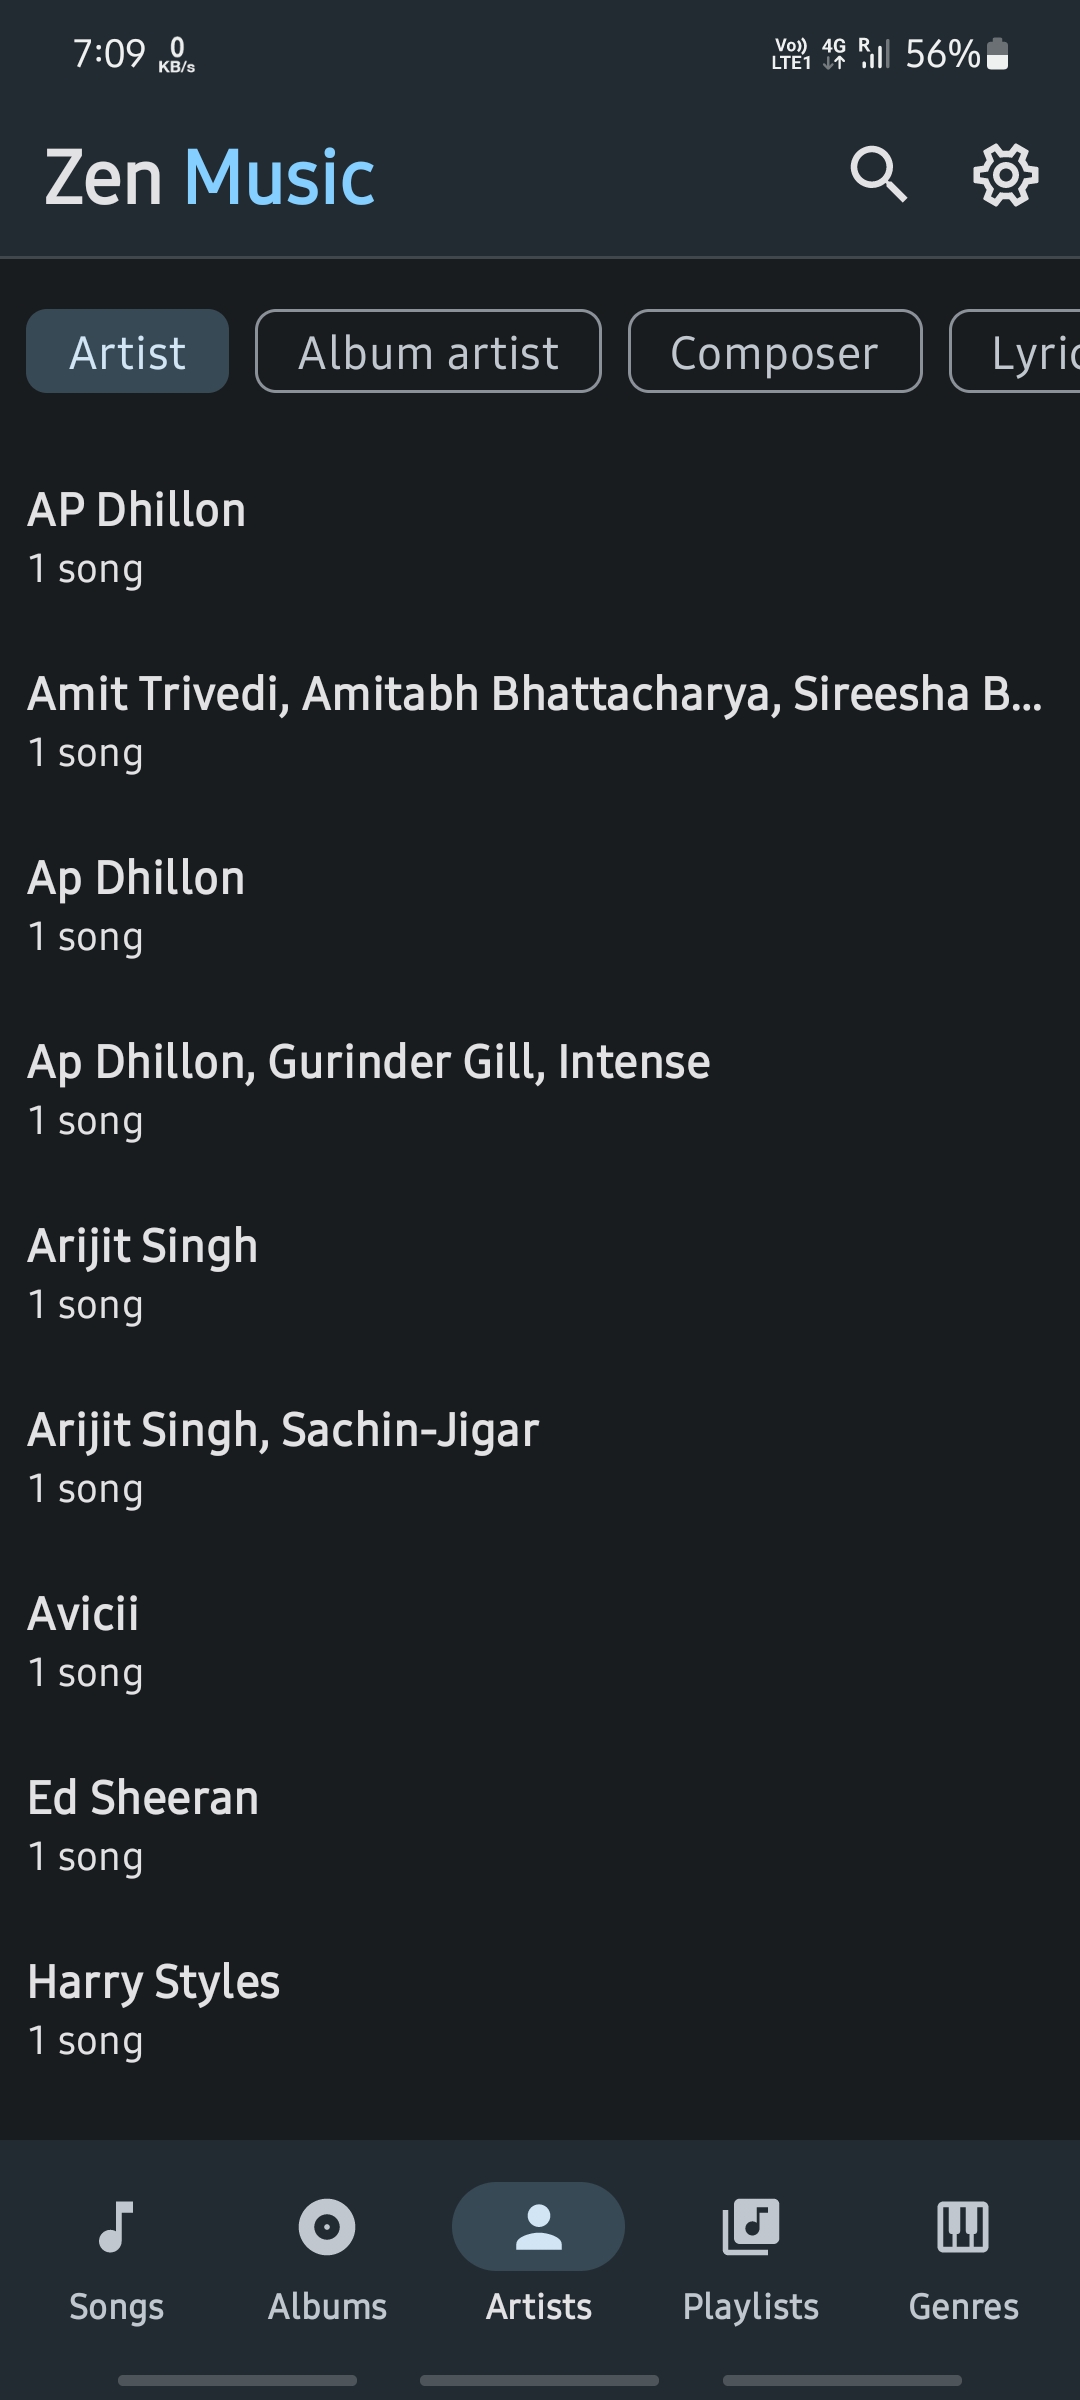 7:09 0 KB/s Vo)) LTE1 4G R 56%
Zen Music
Artist Album artist Composer Lyric
AP Dhillon
1 song
Amit Trivedi, Amitabh Bhattacharya, Sireesha B...
1 song
Ap Dhillon
1 song
Ap Dhillon, Gurinder Gill, Intense
1 song
Arijit Singh
1 song
Arijit Singh, Sachin-Jigar
1 song
Avicii
1 song
Ed Sheeran
1 song
Harry Styles
1 song
Songs Albums Artists Playlists Genres